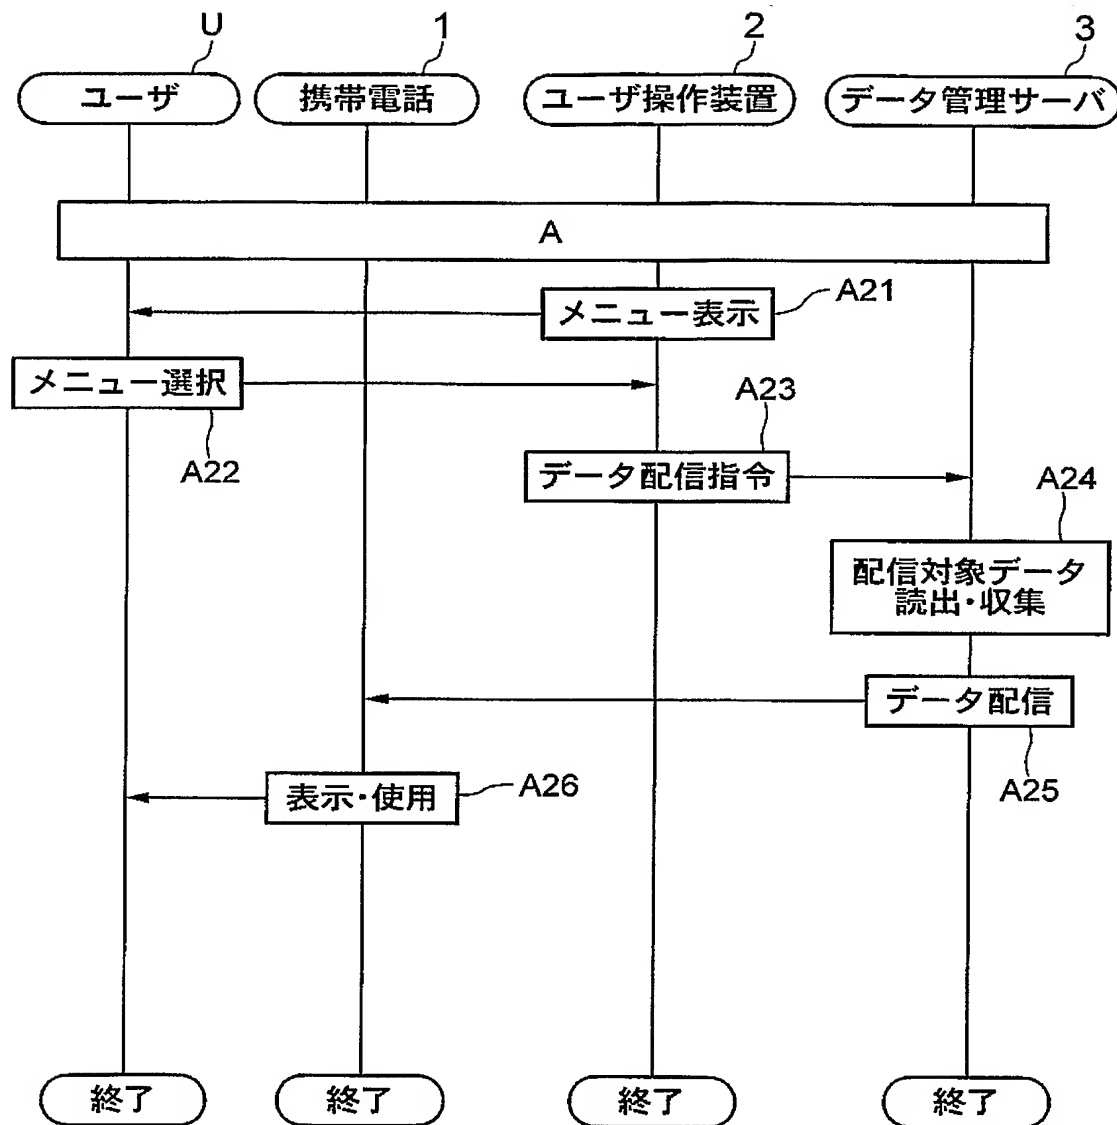 U
1
2
3
ユーザ
携帯電話
ユーザ操作装置
データ管理サーバ
A
メニュー表示
A21
メニュー選択
A22
A23
データ配信指令
A24
配信対象データ
読出・収集
データ配信
A25
表示・使用
A26
終了
終了
終了
終了